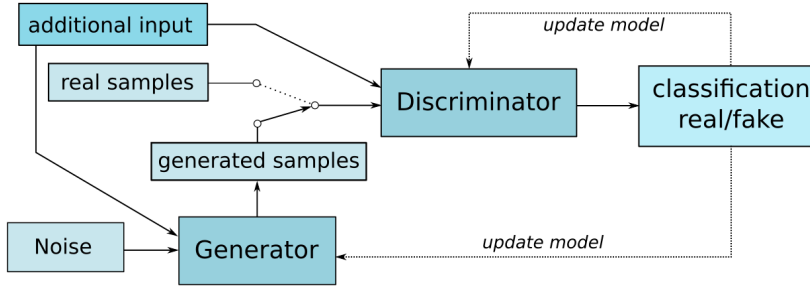 additional input
update model
real samples
Discriminator
classification
real/fake
generated samples
Noise
Generator
update model